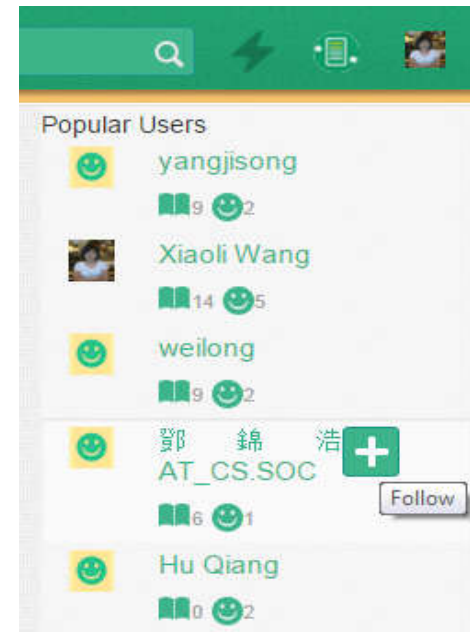 Popular Users
yangjisong
9 2
Xiaoli Wang
14 5
weilong
9 2
鄧 錦 浩
AT_CS.SOC
Follow
6 1
Hu Qiang
0 2